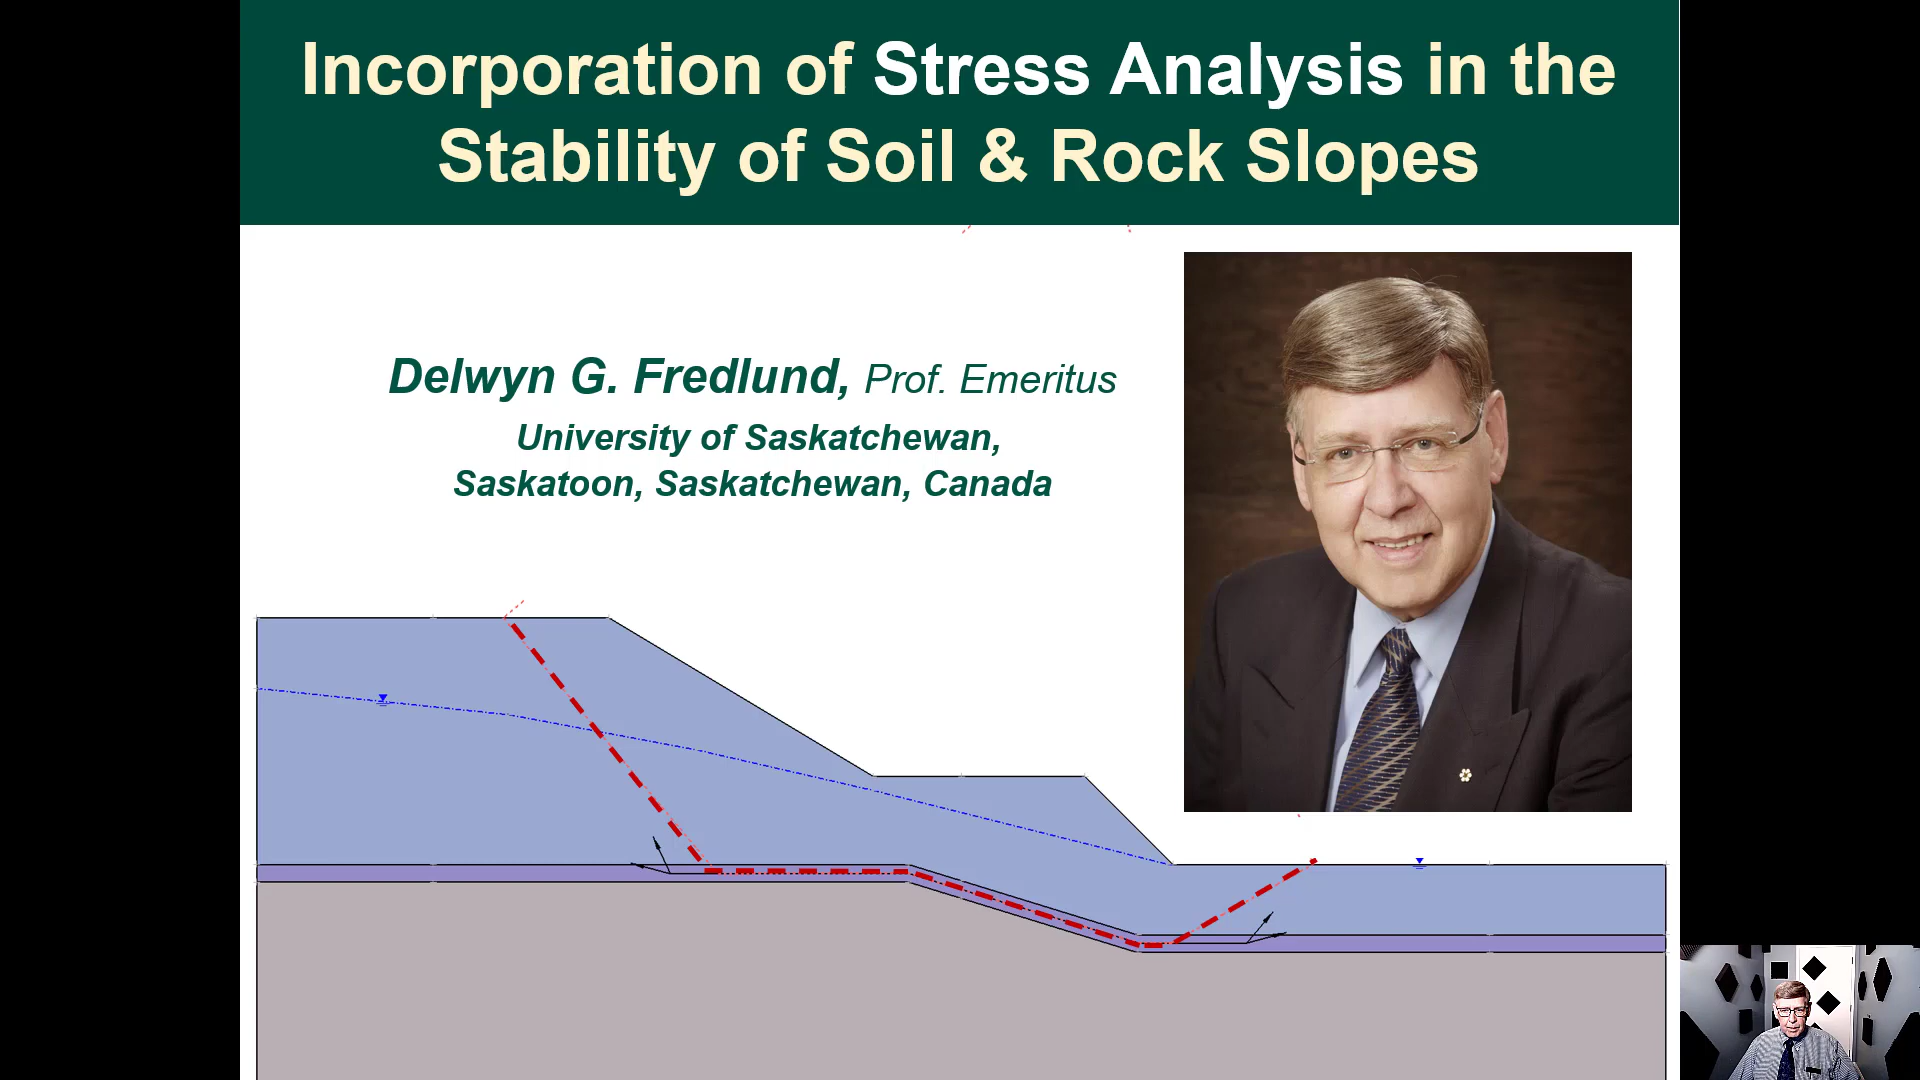 Incorporation of Stress Analysis in the
Stability of Soil & Rock Slopes
Delwyn G. Fredlund, Prof. Emeritus
University of Saskatchewan,
Saskatoon, Saskatchewan, Canada